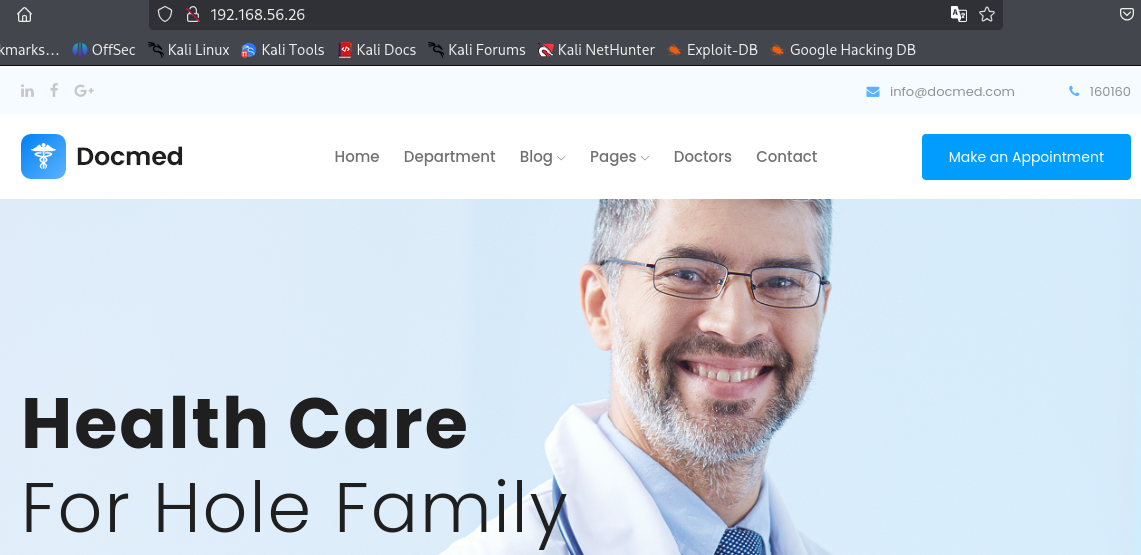 192.168.56.26
kmarks… OffSec Kali Linux Kali Tools Kali Docs Kali Forums Kali NetHunter Exploit-DB Google Hacking DB
info@docmed.com 160160
Docmed Home Department Blog Pages Doctors Contact Make an Appointment
Health Care
For Hole Family